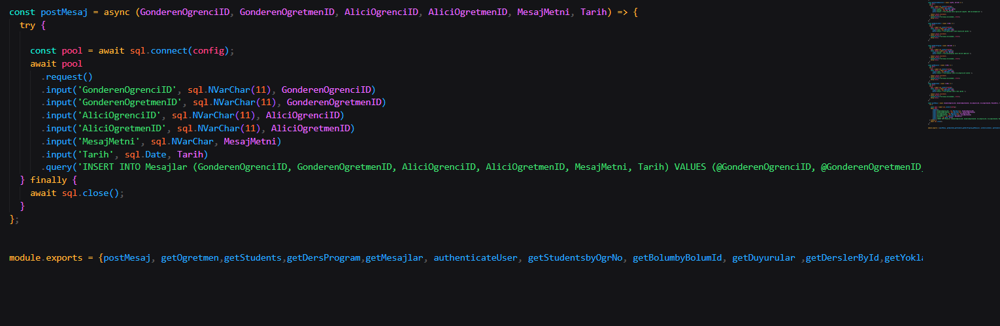 const postMesaj = async (GonderenOgrenciID, GonderenOgretmenID, AliciOgrenciID, AliciOgretmenID, MesajMetni, Tarih) => {
try {
const pool = await sql.connect(config);
await pool
.request()
.input('GonderenOgrenciID', sql.NVarChar(11), GonderenOgrenciID)
.input('GonderenOgretmenID', sql.NVarChar(11), GonderenOgretmenID)
.input('AliciOgrenciID', sql.NVarChar(11), AliciOgrenciID)
.input('AliciOgretmenID', sql.NVarChar(11), AliciOgretmenID)
.input('MesajMetni', sql.NVarChar, MesajMetni)
.input('Tarih', sql.Date, Tarih)
.query('INSERT INTO Mesajlar (GonderenOgrenciID, GonderenOgretmenID, AliciOgrenciID, AliciOgretmenID, MesajMetni, Tarih) VALUES (@GonderenOgrenciID, @GonderenOgretmenID,
} finally {
await sql.close();
}
};
module.exports = {postMesaj, getOgretmen,getStudents,getDersProgram,getMesajlar, authenticateUser, getStudentsbyOgrNo, getBolumbyBolumId, getDuyurular ,getDerslerById,getYokla